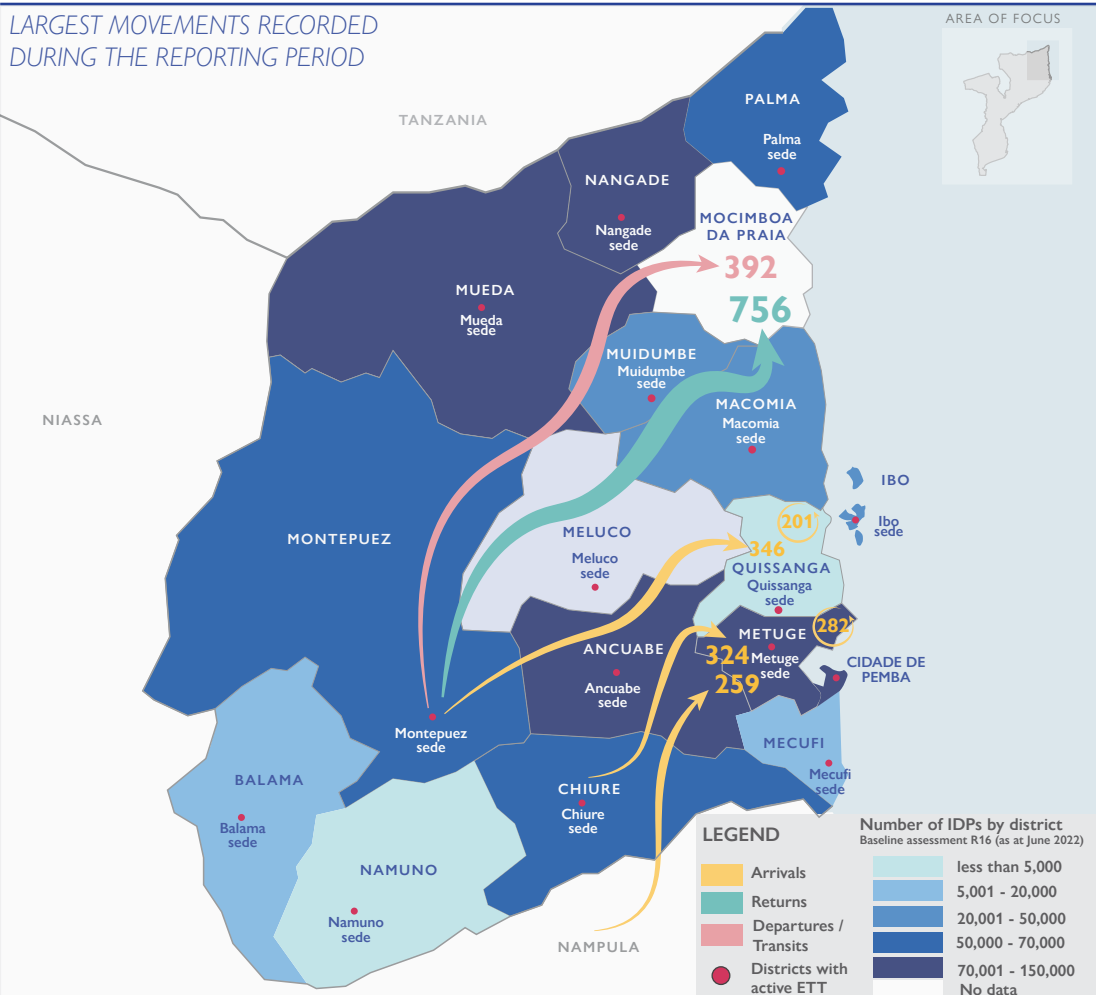 LARGEST MOVEMENTS RECORDED
DURING THE REPORTING PERIOD
AREA OF FOCUS
TANZANIA
PALMA
Palma
sede
NANGADE
Nangade
sede
MOCIMBOA
DA PRAIA
392
756
MUEDA
Mueda
sede
MUIDUMBE
Muidumbe
sede
MACOMIA
Macomia
sede
NIASSA
IBO
Ibo
sede
MONTEPUEZ
MELUCO
Meluco
sede
201*
346
QUISSANGA
Quissanga
sede
282*
METUGE
324
Metuge
sede
259
ANCUABE
Ancuabe
sede
CIDADE DE
PEMBA
Montepuez
sede
MECUFI
Mecufi
sede
BALAMA
Balama
sede
CHIURE
Chiure
sede
NAMUNO
Namuno
sede
NAMPULA
LEGEND
Arrivals
Returns
Departures /
Transits
Districts with
active ETT
Number of IDPs by district
Baseline assessment R16 (as at June 2022)
less than 5,000
5,001 - 20,000
20,001 - 50,000
50,000 - 70,000
70,001 - 150,000
No data